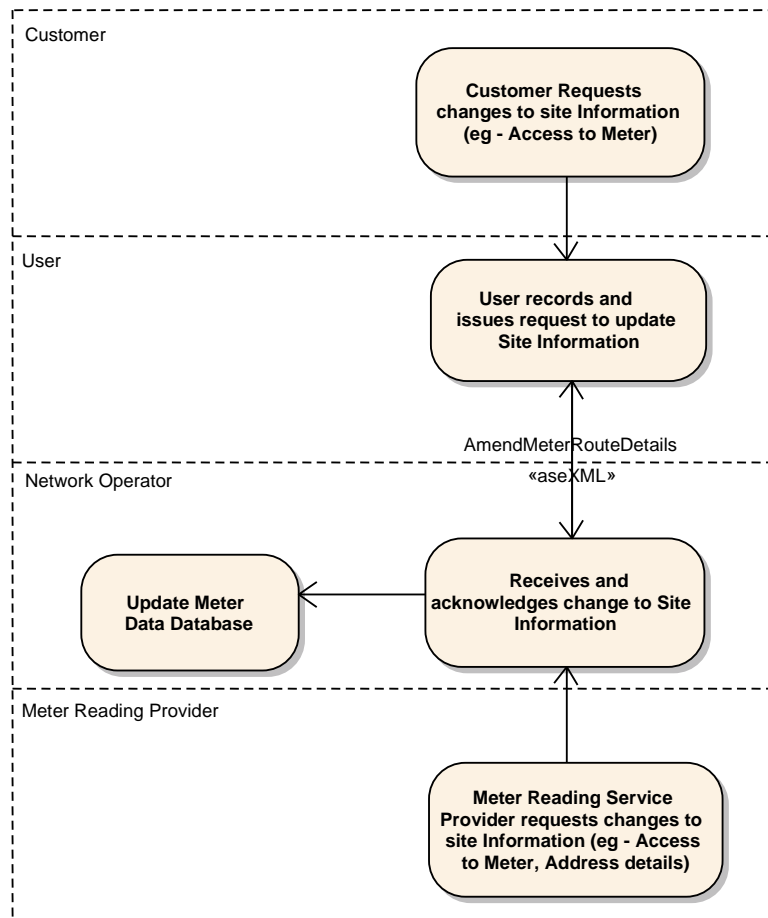 Customer
Customer Requests
changes to site Information
(eg - Access to Meter)
User
User records and
issues request to update
Site Information
AmendMeterRouteDetails
«aseXML»
Network Operator
Receives and
acknowledges change to Site
Information
Update Meter
Data Database
Meter Reading Provider
Meter Reading Service
Provider requests changes to
site Information (eg - Access
to Meter, Address details)